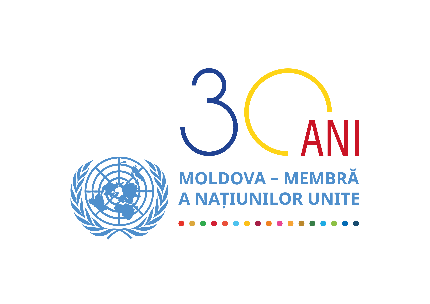 30 ANI
MOLDOVA – MEMBRĂ
A NAȚIUNILOR UNITE